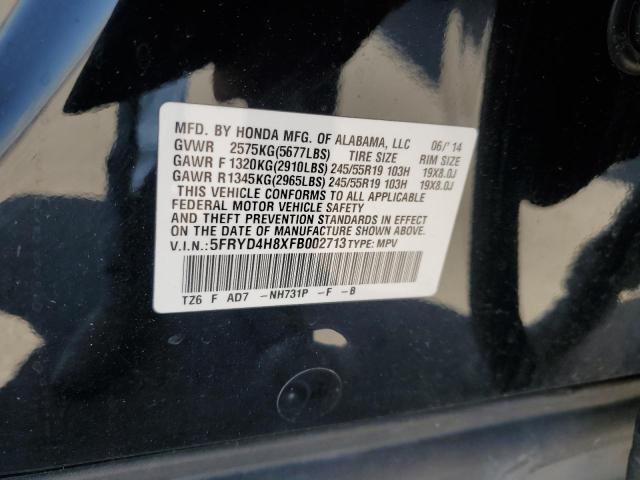 MFD. BY HONDA MFG. OF ALABAMA, LLC 06/'14
GVWR 2575KG(5677LBS) TIRE SIZE RIM SIZE
GAWR F 1320KG(2910LBS) 245/55R19 103H 19X8.0J
GAWR R 1345KG(2965LBS) 245/55R19 103H 19X8.0J
THIS VEHICLE CONFORMS TO ALL APPLICABLE
FEDERAL MOTOR VEHICLE SAFETY
AND THEFT PREVENTION STANDARDS IN EFFECT
ON THE DATE OF MANUFACTURE SHOWN ABOVE.
V.I.N.: 5FRYD4H8XFB002713 TYPE: MPV
TZ6 F AD7 -NH731P -F -B